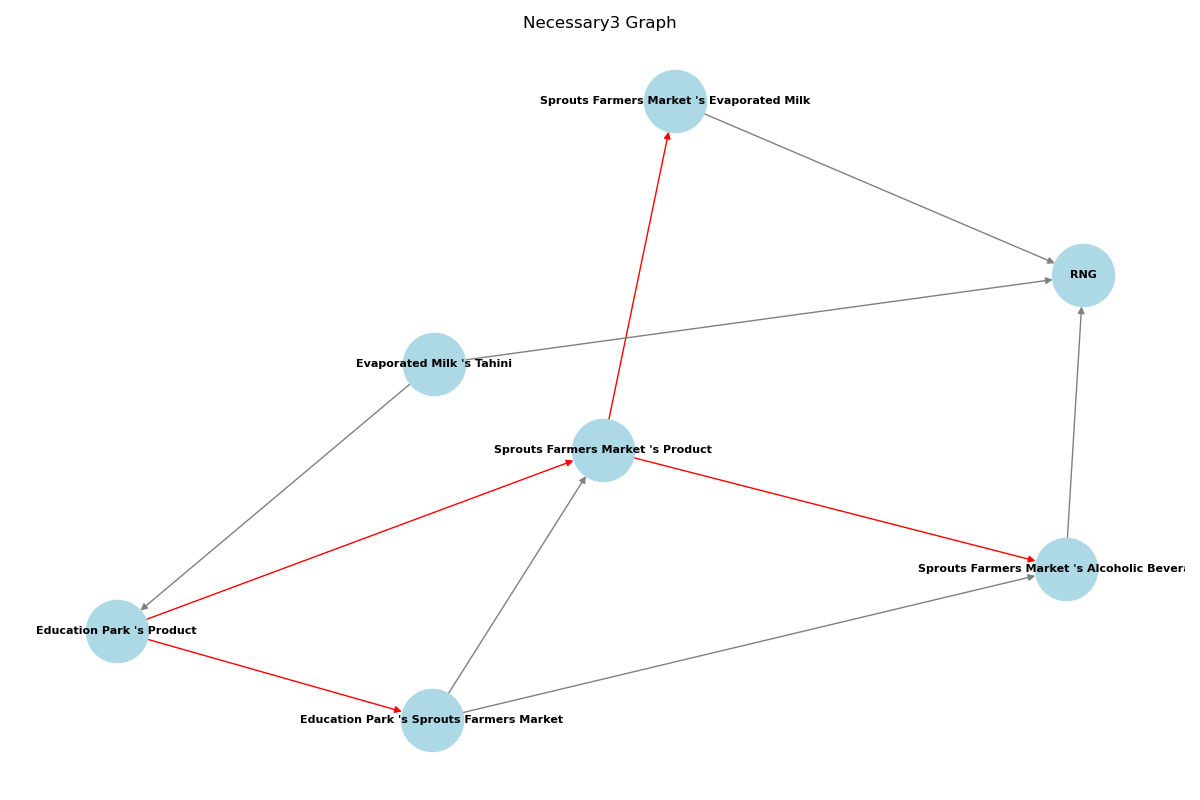 Necessary3 Graph
Sprouts Farmers Market 's Evaporated Milk
RNG
Evaporated Milk 's Tahini
Sprouts Farmers Market 's Product
Sprouts Farmers Market 's Alcoholic
Education Park 's Product
Education Park 's Sprouts Farmers Market